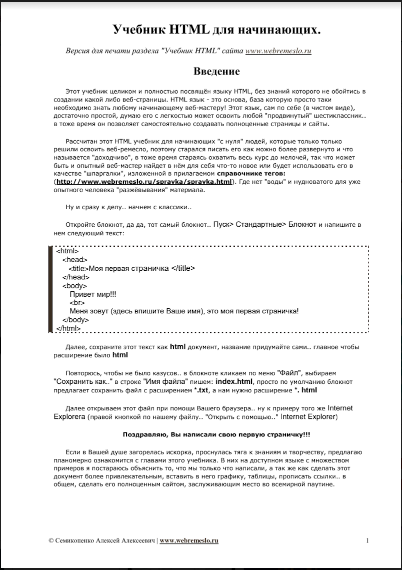 Учебник HTML для начинающих.
Версия для печати раздела "Учебник HTML" сайта www.webremeslo.ru
Введение
Этот учебник целиком и полностью посвящён языку HTML, без знаний которого не обойтись в
создании какой либо веб-страницы. HTML язык - это основа, база которую просто таки
необходимо знать любому начинающему веб-мастеру! Этот язык, сам по себе (в чистом виде),
достаточно простой, думаю его с легкостью может освоить любой "продвинутый" шестиклассник..
в тоже время он позволяет самостоятельно создавать полноценные страницы и сайты.
Рассчитан этот HTML учебник для начинающих "с нуля" людей, которые только только
решили освоить веб-ремесло, поэтому старался писать его как можно более развернуто и что
называется "доходчиво", в тоже время стараясь охватить весь курс до мелочей, так что может
быть и опытный веб-мастер найдет в нём для себя что-то новое или будет использовать его в
качестве "шпаргалки", изложенной в прилагаемом справочнике тегов:
(http://www.webremeslo.ru/spravka/spravka.html). Где нет "воды" и нудноватого для уже
опытного человека "разжёвывания" материала.
Ну и сразу к делу.. начнем с классики..
Откройте блокнот, да да, тот самый блокнот.. Пуск> Стандартные> Блокнот и напишите в
нем следующий текст:
<html>
<head>
<title>Моя первая страничка </title>
</head>
<body>
Привет мир!!!
<br>
Меня зовут (здесь впишите Ваше имя), это моя первая страничка!
</body>
</html>
Далее, сохраните этот текст как html документ, название придумайте сами.. главное чтобы
расширение было html
Повторюсь, чтобы не было казусов.. в блокноте кликаем по меню "Файл", выбираем
"Сохранить как.." в строке "Имя файла" пишем: index.html, просто по умолчанию блокнот
предлагает сохранить файл с расширением *.txt, а нам нужно расширение *. html
Далее открываем этот файл при помощи Вашего браузера.. ну к примеру того же Internet
Explorera (правой кнопкой по нашему файлу.. "Открыть с помощью.." Internet Explorer)
Поздравляю, Вы написали свою первую страничку!!!
Если в Вашей душе загорелась искорка, проснулась тяга к знаниям и творчеству, предлагаю
планомерно ознакомится с главами этого учебника. В них на доступном языке с множеством
примеров я постараюсь объяснить то, что мы только что написали, а так же как сделать этот
документ более привлекательным, вставить в него графику, таблицы, прописать ссылки.. в
общем, сделать его полноценным сайтом, заслуживающим место во всемирной паутине.
© Семикопенко Алексей Алексеевич | www.webremeslo.ru 1